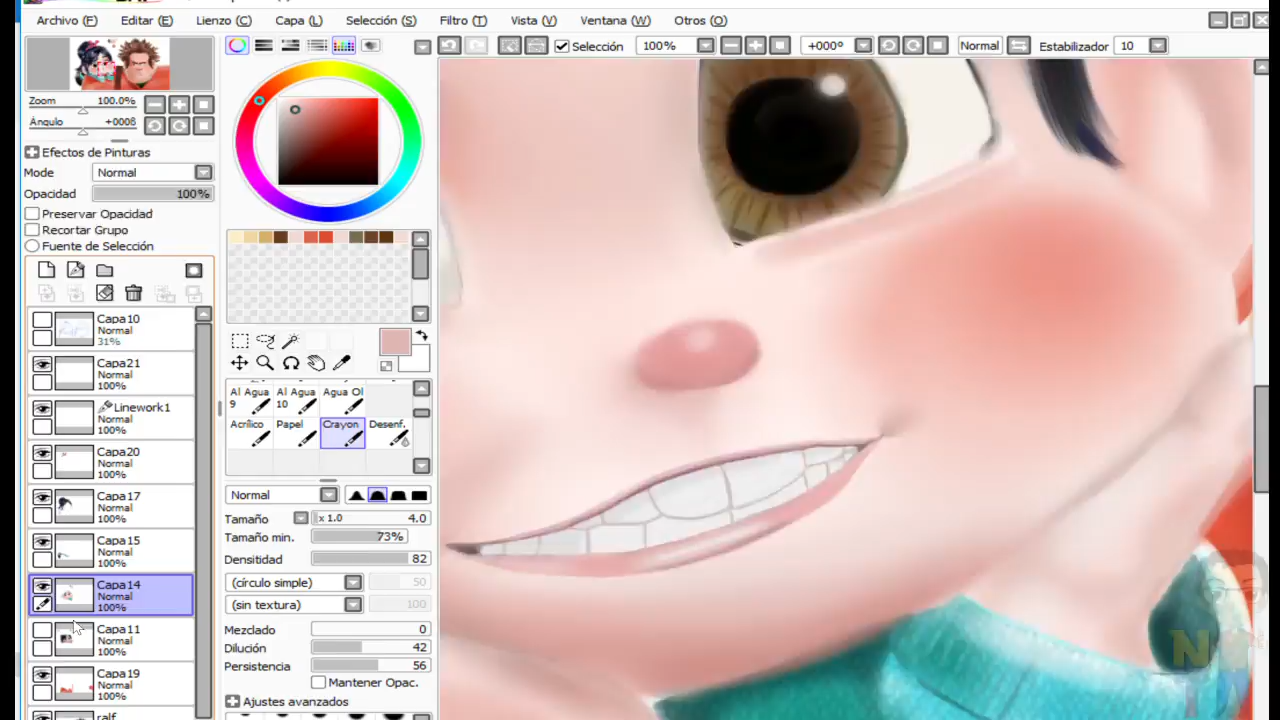 Archivo (F) Editar (E) Lienzo (C) Capa (L) Selección (S) Filtro (T) Vista (V) Ventana (W) Otros (O)
Selección 100% +000º Normal Estabilizador 10
Zoom 100.0%
Ángulo +000ß
Efectos de Pinturas
Mode Normal
Opacidad 100%
Preservar Opacidad
Recortar Grupo
Fuente de Selección
Capa10
Normal
31%
Capa21
Normal
100%
Linework1
Normal
100%
Capa20
Normal
100%
Capa17
Normal
100%
Capa15
Normal
100%
Capa14
Normal
100%
Capa11
Normal
100%
Capa19
Normal
100%
ralf
Al Agua 9 Al Agua 10 Agua Ol
Acrílico Papel Crayon Desenf.
Normal
Tamaño x 1.0 4.0
Tamaño min. 73%
Densitidad 82
(círculo simple) 50
(sin textura) 100
Mezclado 0
Dilución 42
Persistencia 56
Mantener Opac.
Ajustes avanzados